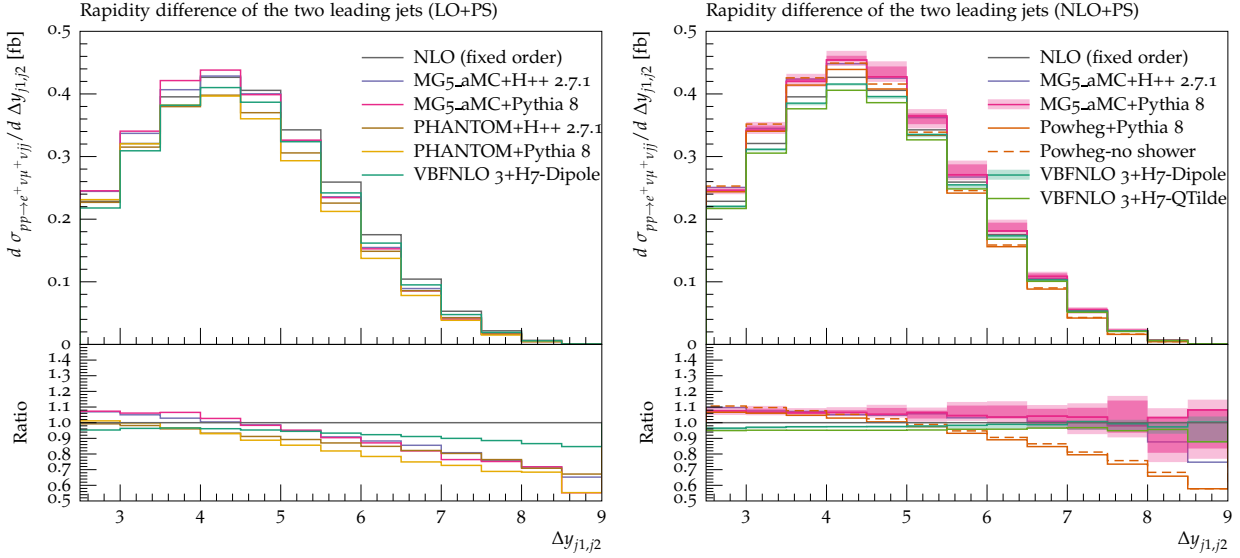 Rapidity difference of the two leading jets (LO+PS)
d σ_{pp→e⁺νμ⁺νjj}/d Δy_{j1,j2} [fb]
0.5
0.4
0.3
0.2
0.1
0
NLO (fixed order)
MG5_aMC+H++ 2.7.1
MG5_aMC+Pythia 8
PHANTOM+H++ 2.7.1
PHANTOM+Pythia 8
VBFNLO 3+H7-Dipole
Ratio
1.4
1.3
1.2
1.1
1.0
0.9
0.8
0.7
0.6
0.5
3 4 5 6 7 8 9
Δy_{j1,j2}
Rapidity difference of the two leading jets (NLO+PS)
d σ_{pp→e⁺νμ⁺νjj}/d Δy_{j1,j2} [fb]
0.5
0.4
0.3
0.2
0.1
0
NLO (fixed order)
MG5_aMC+H++ 2.7.1
MG5_aMC+Pythia 8
Powheg+Pythia 8
Powheg-no shower
VBFNLO 3+H7-Dipole
VBFNLO 3+H7-QTilde
Ratio
1.4
1.3
1.2
1.1
1.0
0.9
0.8
0.7
0.6
0.5
3 4 5 6 7 8 9
Δy_{j1,j2}